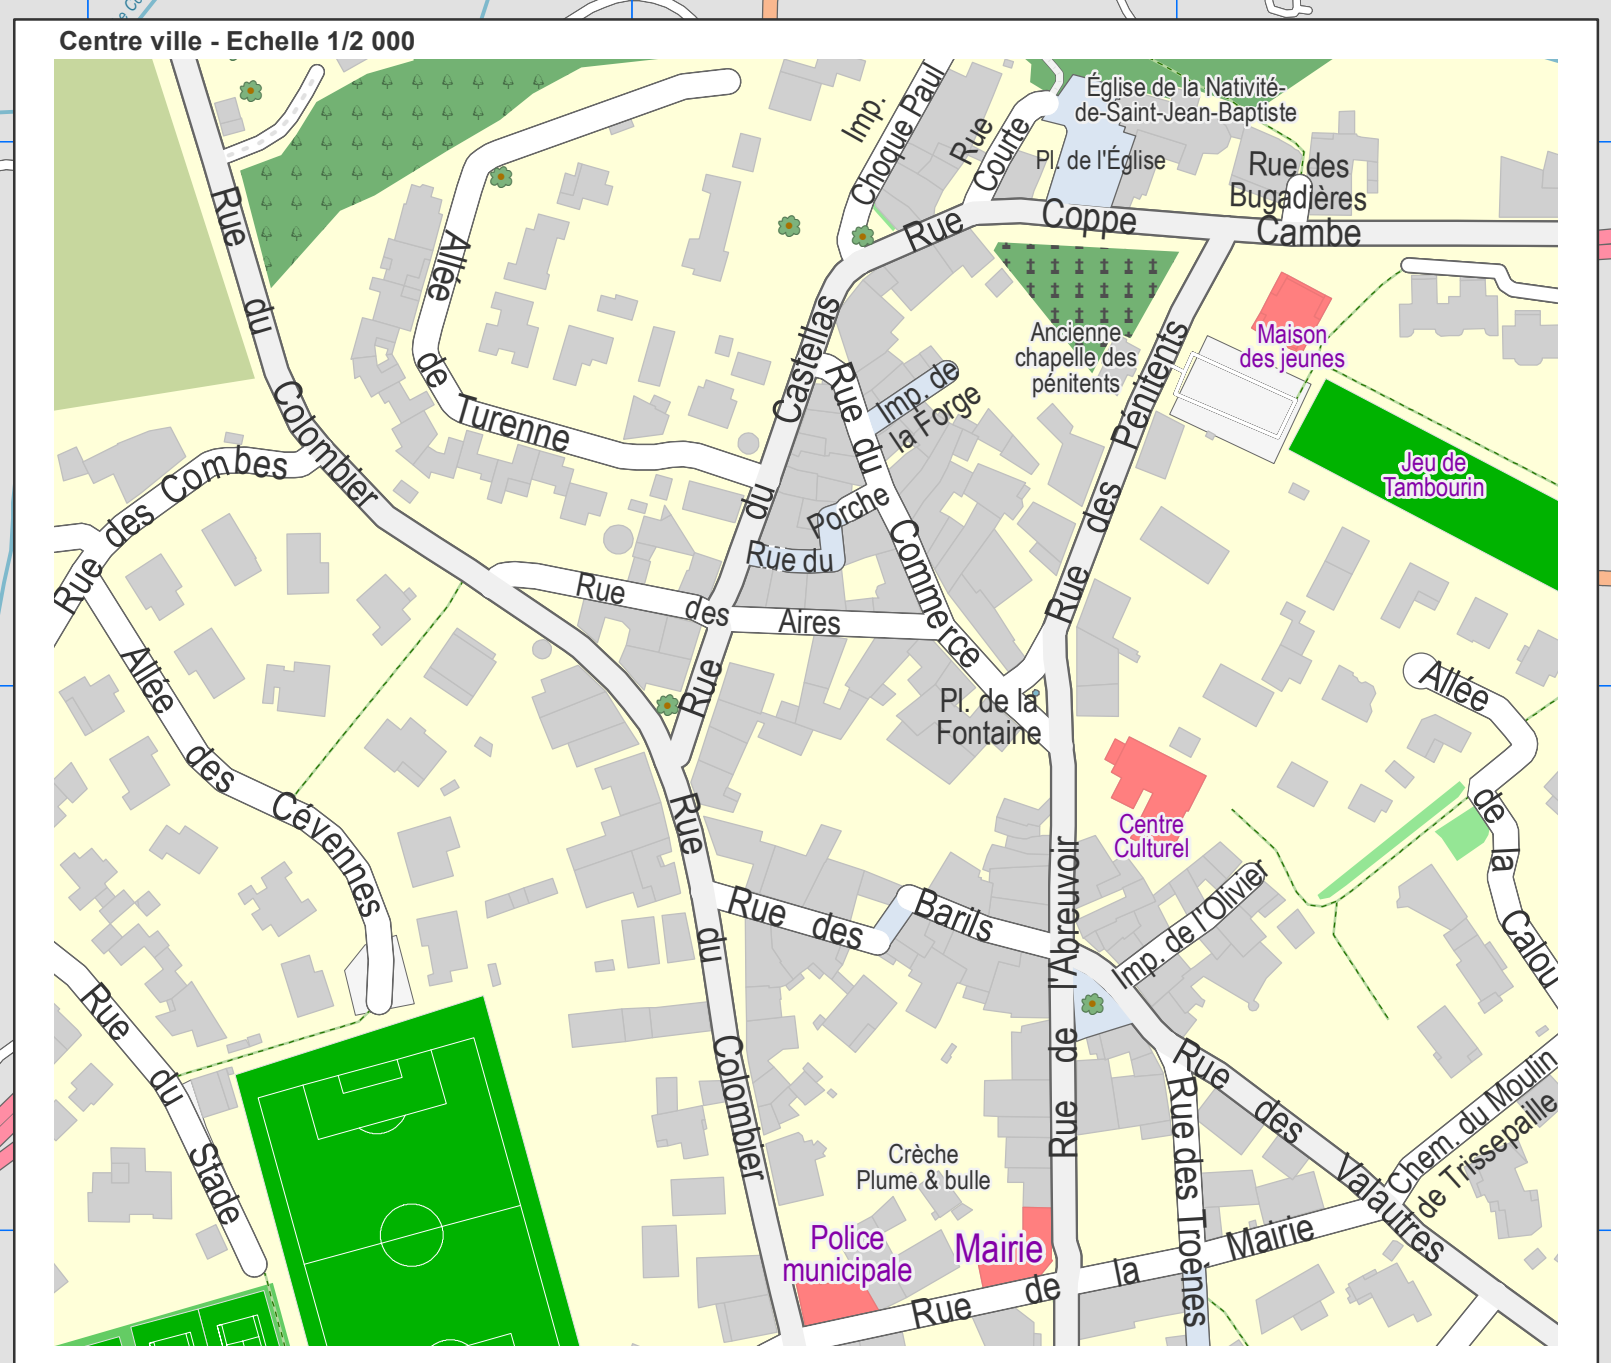 Centre ville - Echelle 1/2 000
Imp.
Choque Paul
Rue
Courte
Église de la Nativité-
de-Saint-Jean-Baptiste
Pl. de l'Église
Rue des
Bugadières
Rue Coppe Cambe
Rue du Colombier
Allée de Turenne
Rue du Castellas
Rue du Commerce
Imp. de
la Forge
Ancienne
chapelle des
pénitents
Rue des Pénitents
Maison
des jeunes
Jeu de
Tambourin
Rue des Combes
Rue du Porche
Rue des Aires
Allée des Cévennes
Pl. de la
Fontaine
Allée de la Calou
Centre
Culturel
Rue du Colombier
Rue des Barils
Rue de l'Abreuvoir
Imp. de l'Olivier
Rue du Stade
Rue des Valautres
Rue des Troènes
Chem. du Moulin
de Trissepaille
Crèche
Plume & bulle
Police
municipale
Mairie
Rue de la Mairie